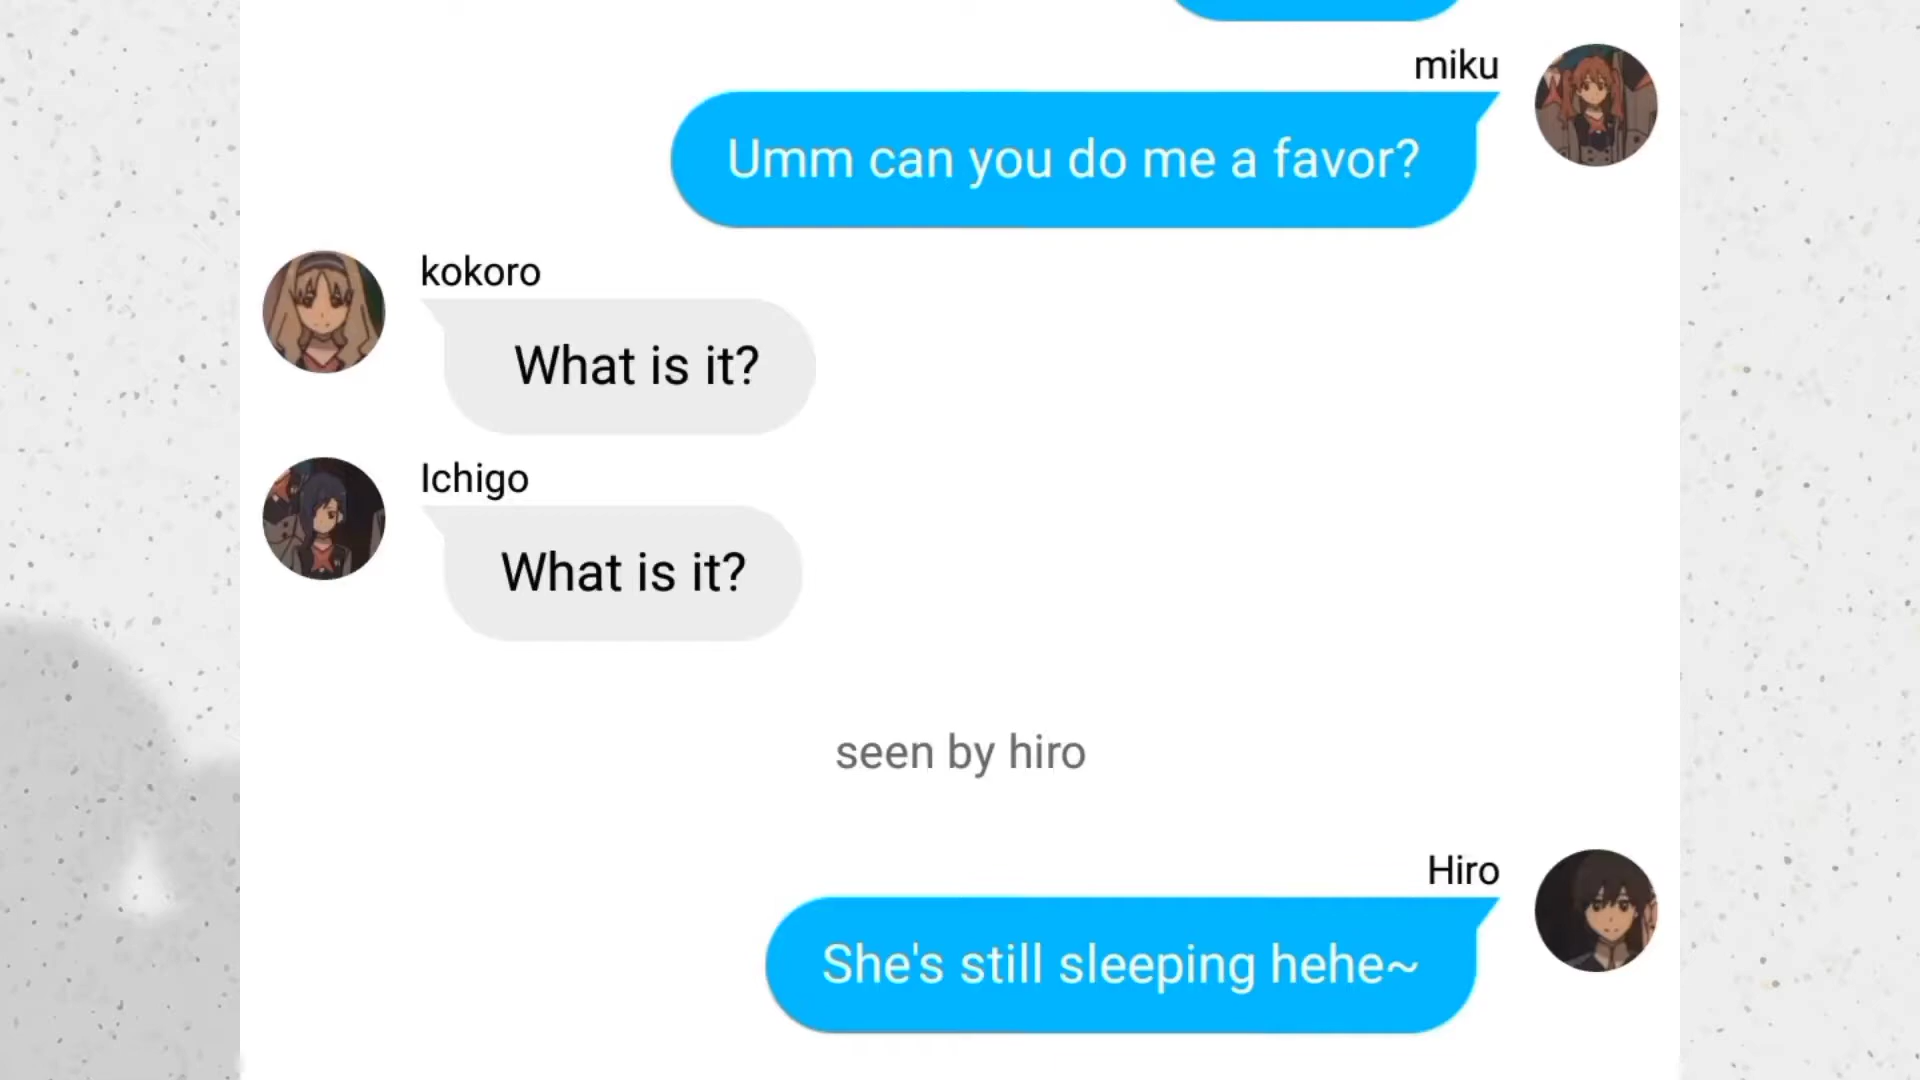 miku
Umm can you do me a favor?
kokoro
What is it?
Ichigo
What is it?
seen by hiro
Hiro
She's still sleeping hehe~